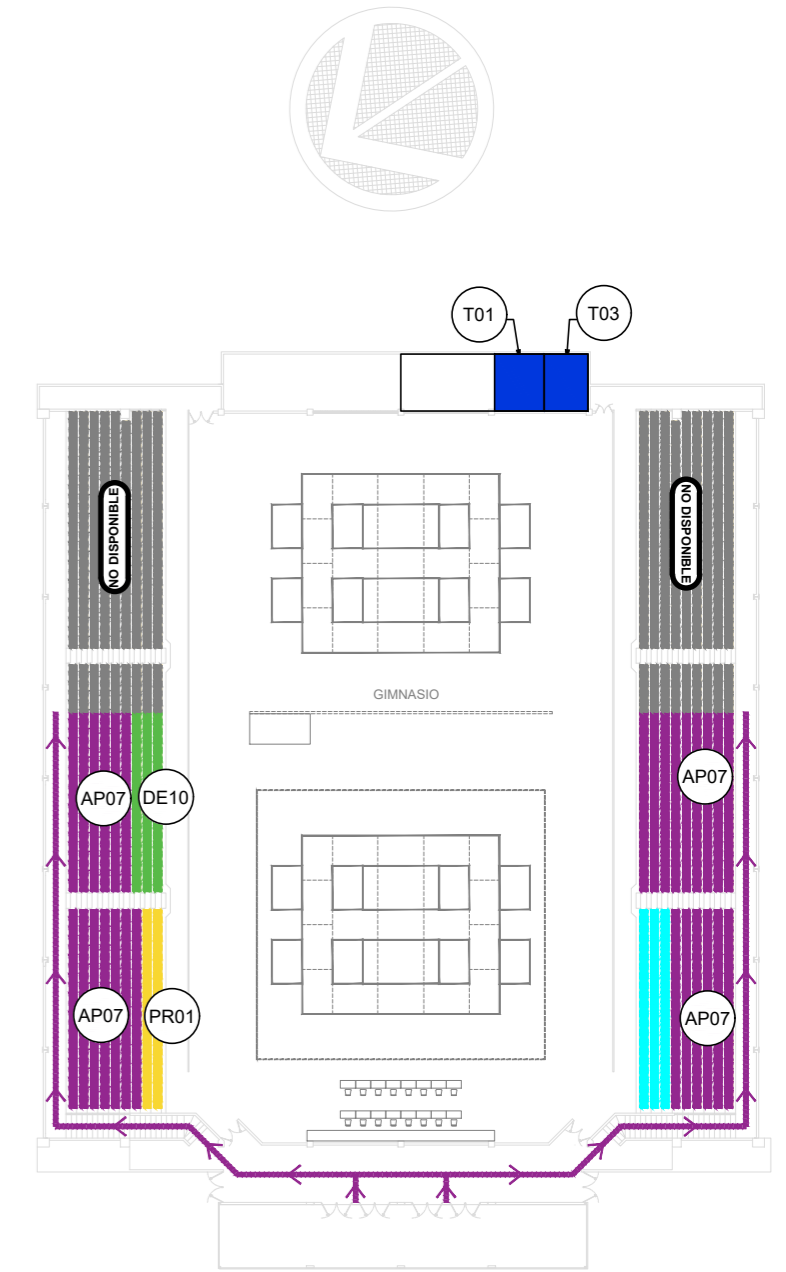 T01
T03
NO DISPONIBLE
NO DISPONIBLE
GIMNASIO
AP07
DE10
AP07
AP07
PR01
AP07